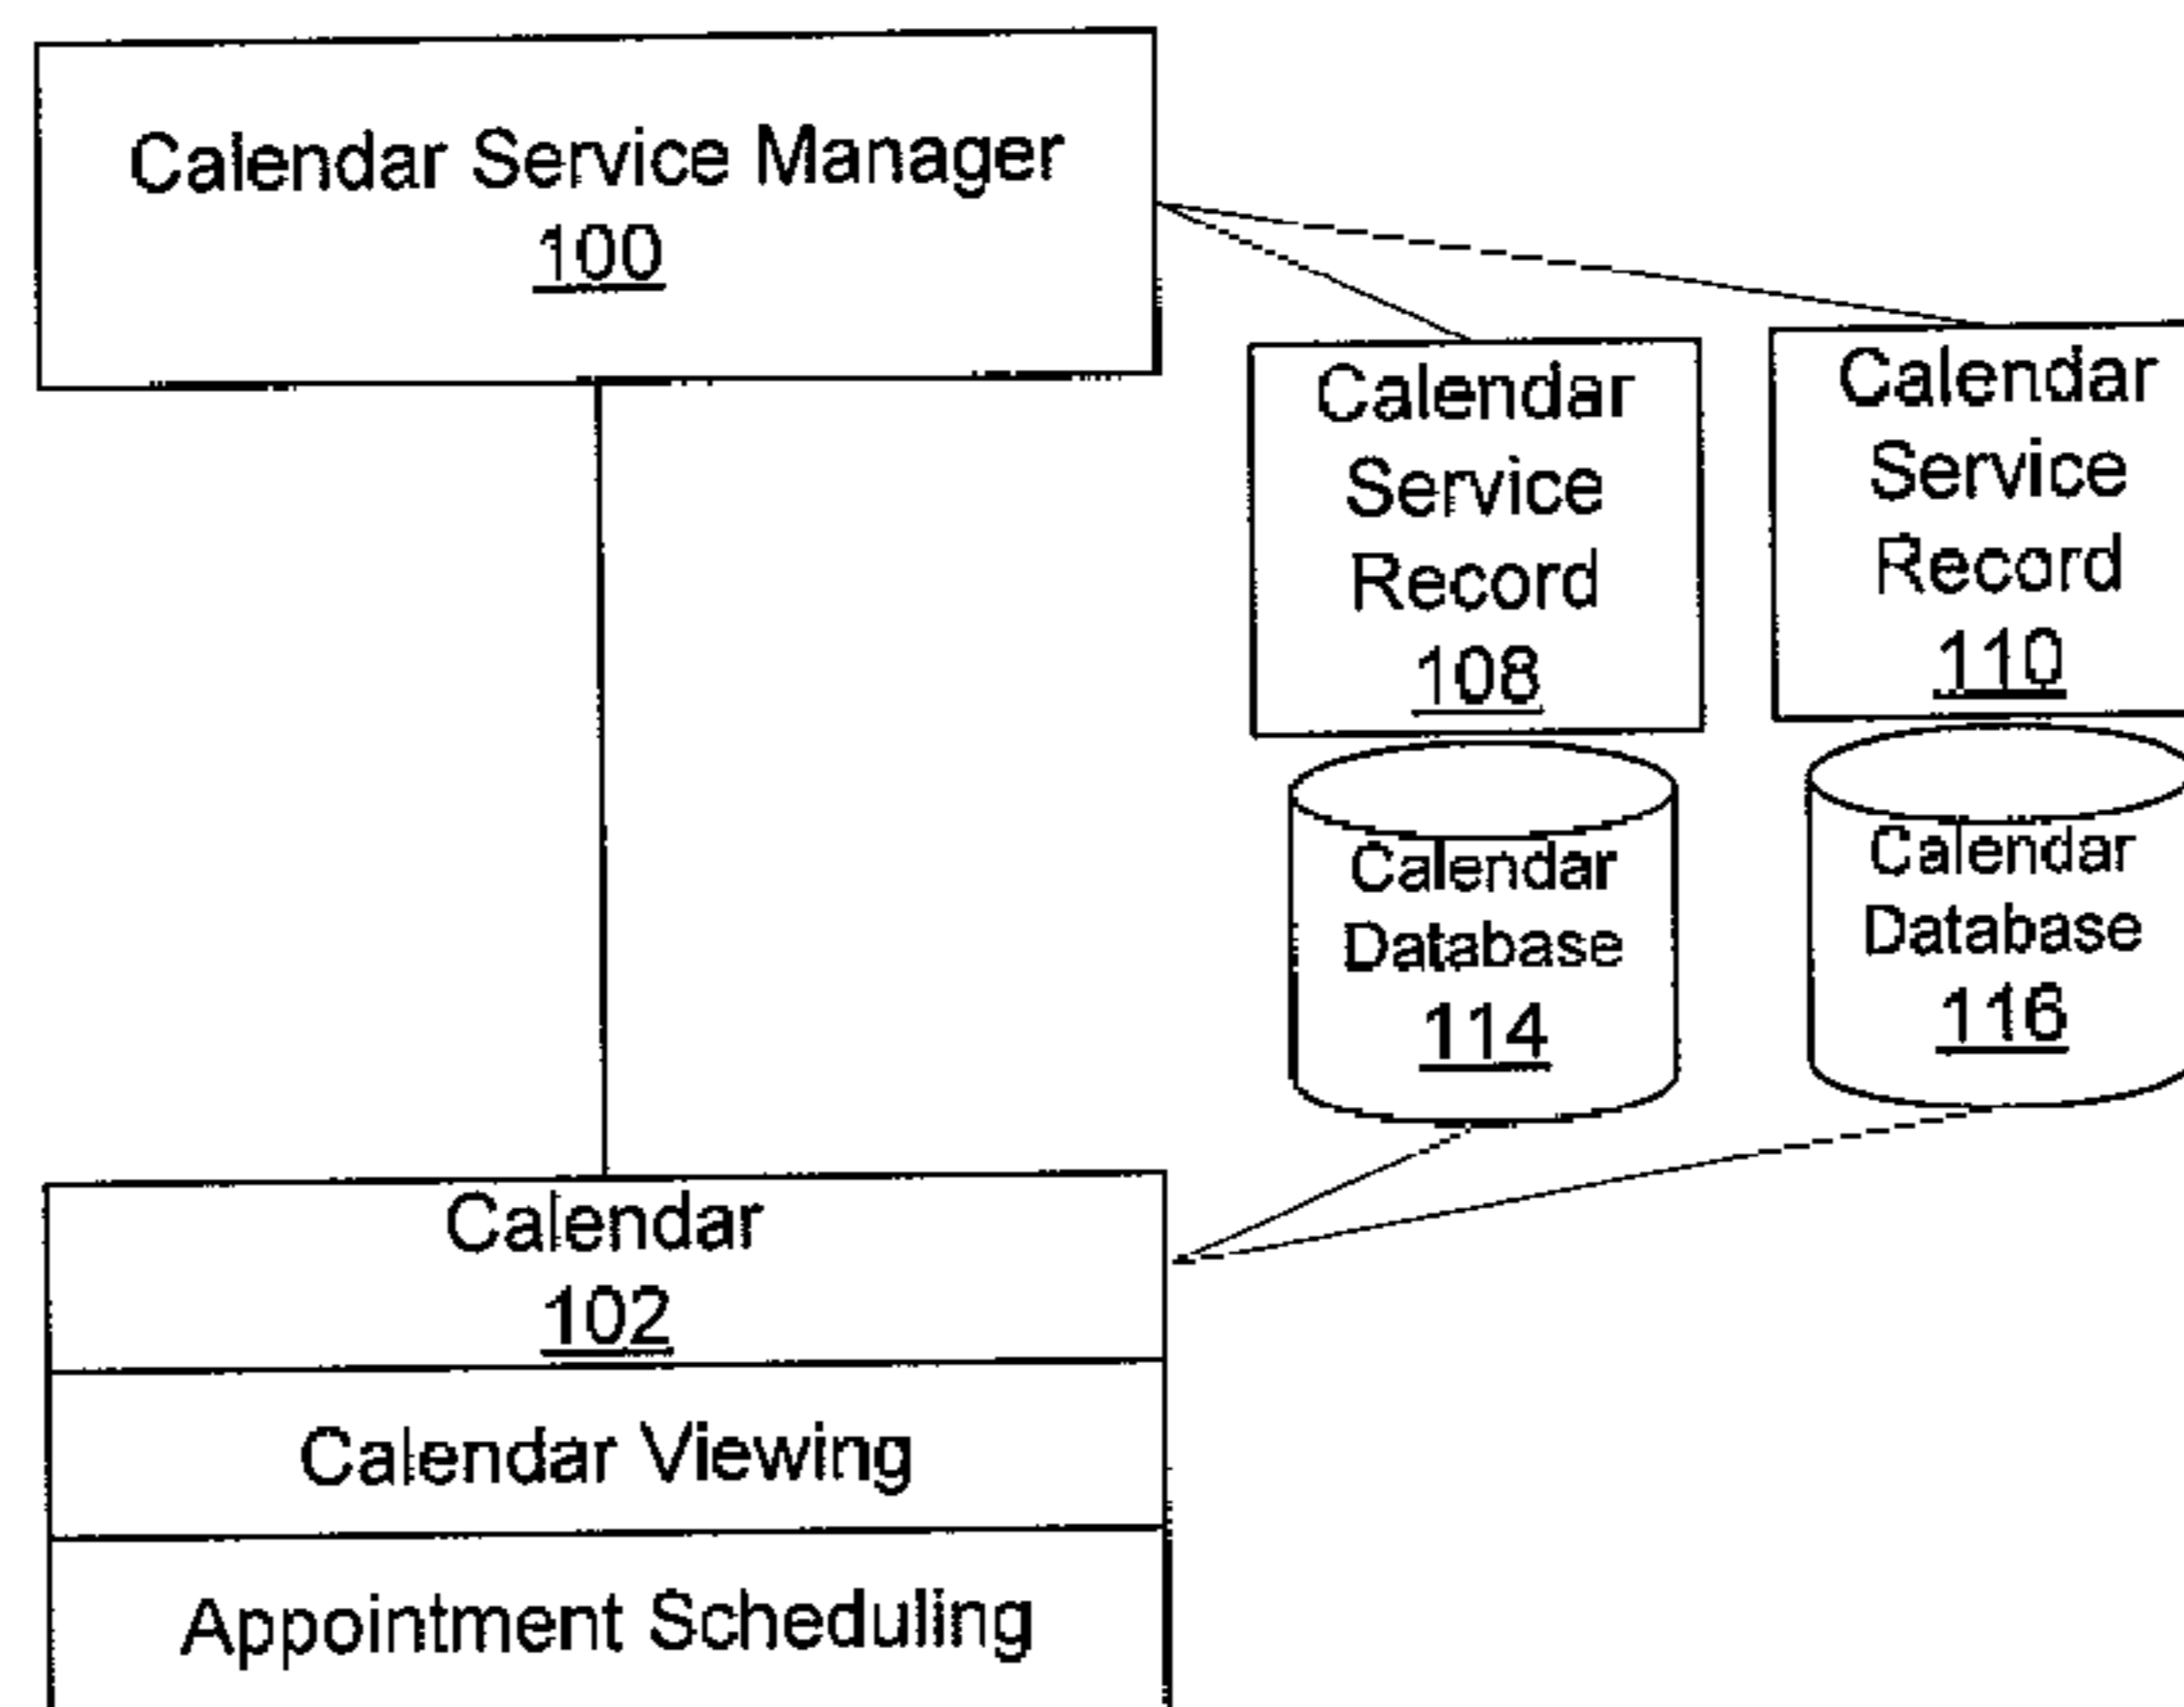 Calendar Service Manager
100
Calendar
Service
Record
108
Calendar
Service
Record
110
Calendar
Database
114
Calendar
Database
116
Calendar
102
Calendar Viewing
Appointment Scheduling